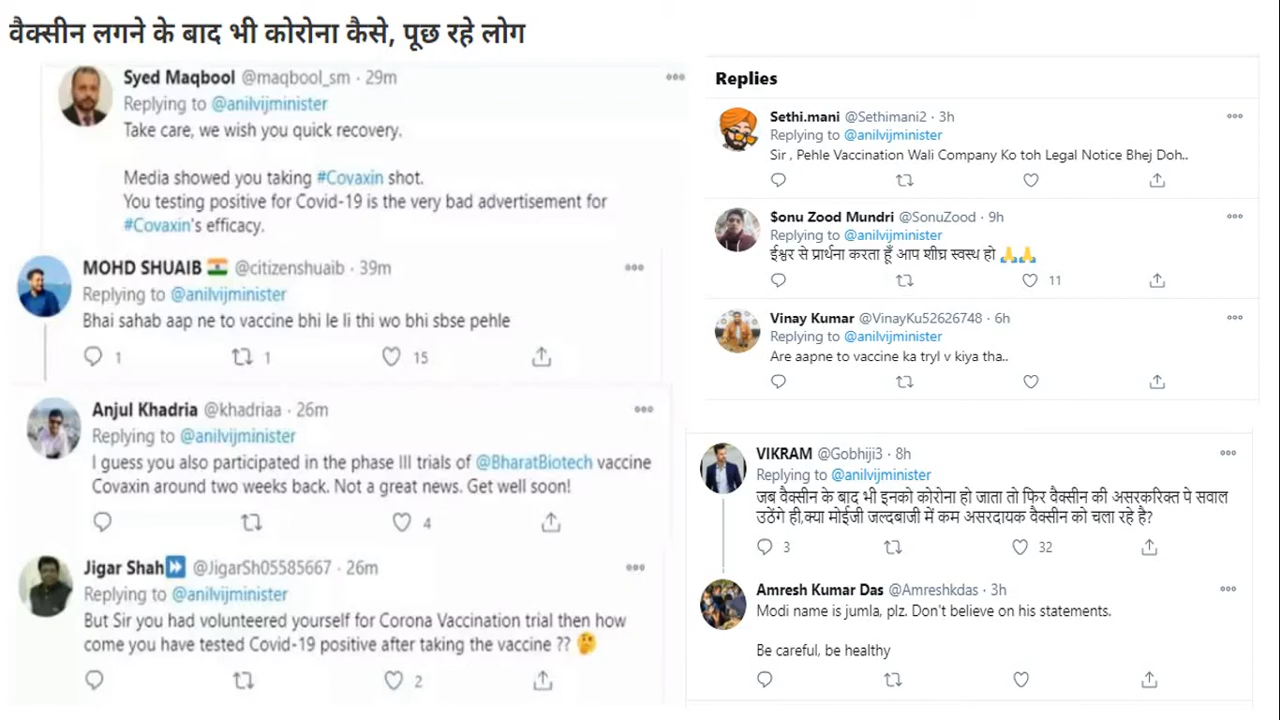 वैक्सीन लगने के बाद भी कोरोना कैसे, पूछ रहे लोग
Syed Maqbool @maqbool_sm · 29m
Replying to @anilvijminister
Take care, we wish you quick recovery.
Media showed you taking #Covaxin shot.
You testing positive for Covid-19 is the very bad advertisement for
#Covaxin's efficacy.
MOHD SHUAIB 🇮🇳 @citizenshuaib · 39m
Replying to @anilvijminister
Bhai sahab aap ne to vaccine bhi le li thi wo bhi sbse pehle
1 1 15
Anjul Khadria @khadriaa · 26m
Replying to @anilvijminister
I guess you also participated in the phase III trials of @BharatBiotech vaccine
Covaxin around two weeks back. Not a great news. Get well soon!
4
Jigar Shah⏩ @JigarSh05585667 · 26m
Replying to @anilvijminister
But Sir you had volunteered yourself for Corona Vaccination trial then how
come you have tested Covid-19 positive after taking the vaccine ?? 🤔
2
Replies
Sethi.mani @Sethimani2 · 3h
Replying to @anilvijminister
Sir , Pehle Vaccination Wali Company Ko toh Legal Notice Bhej Doh..
$onu Zood Mundri @SonuZood · 9h
Replying to @anilvijminister
ईश्वर से प्रार्थना करता हूँ आप शीघ्र स्वस्थ हो 🙏🙏
11
Vinay Kumar @VinayKu52626748 · 6h
Replying to @anilvijminister
Are aapne to vaccine ka tryl v kiya tha..
VIKRAM @Gobhiji3 · 8h
Replying to @anilvijminister
जब वैक्सीन के बाद भी इनको कोरोना हो जाता तो फिर वैक्सीन की असरकरिक्त पे सवाल
उठेंगे ही,क्या मोईजी जल्दबाजी में कम असरदायक वैक्सीन को चला रहे है?
3 32
Amresh Kumar Das @Amreshkdas · 3h
Modi name is jumla, plz. Don't believe on his statements.
Be careful, be healthy